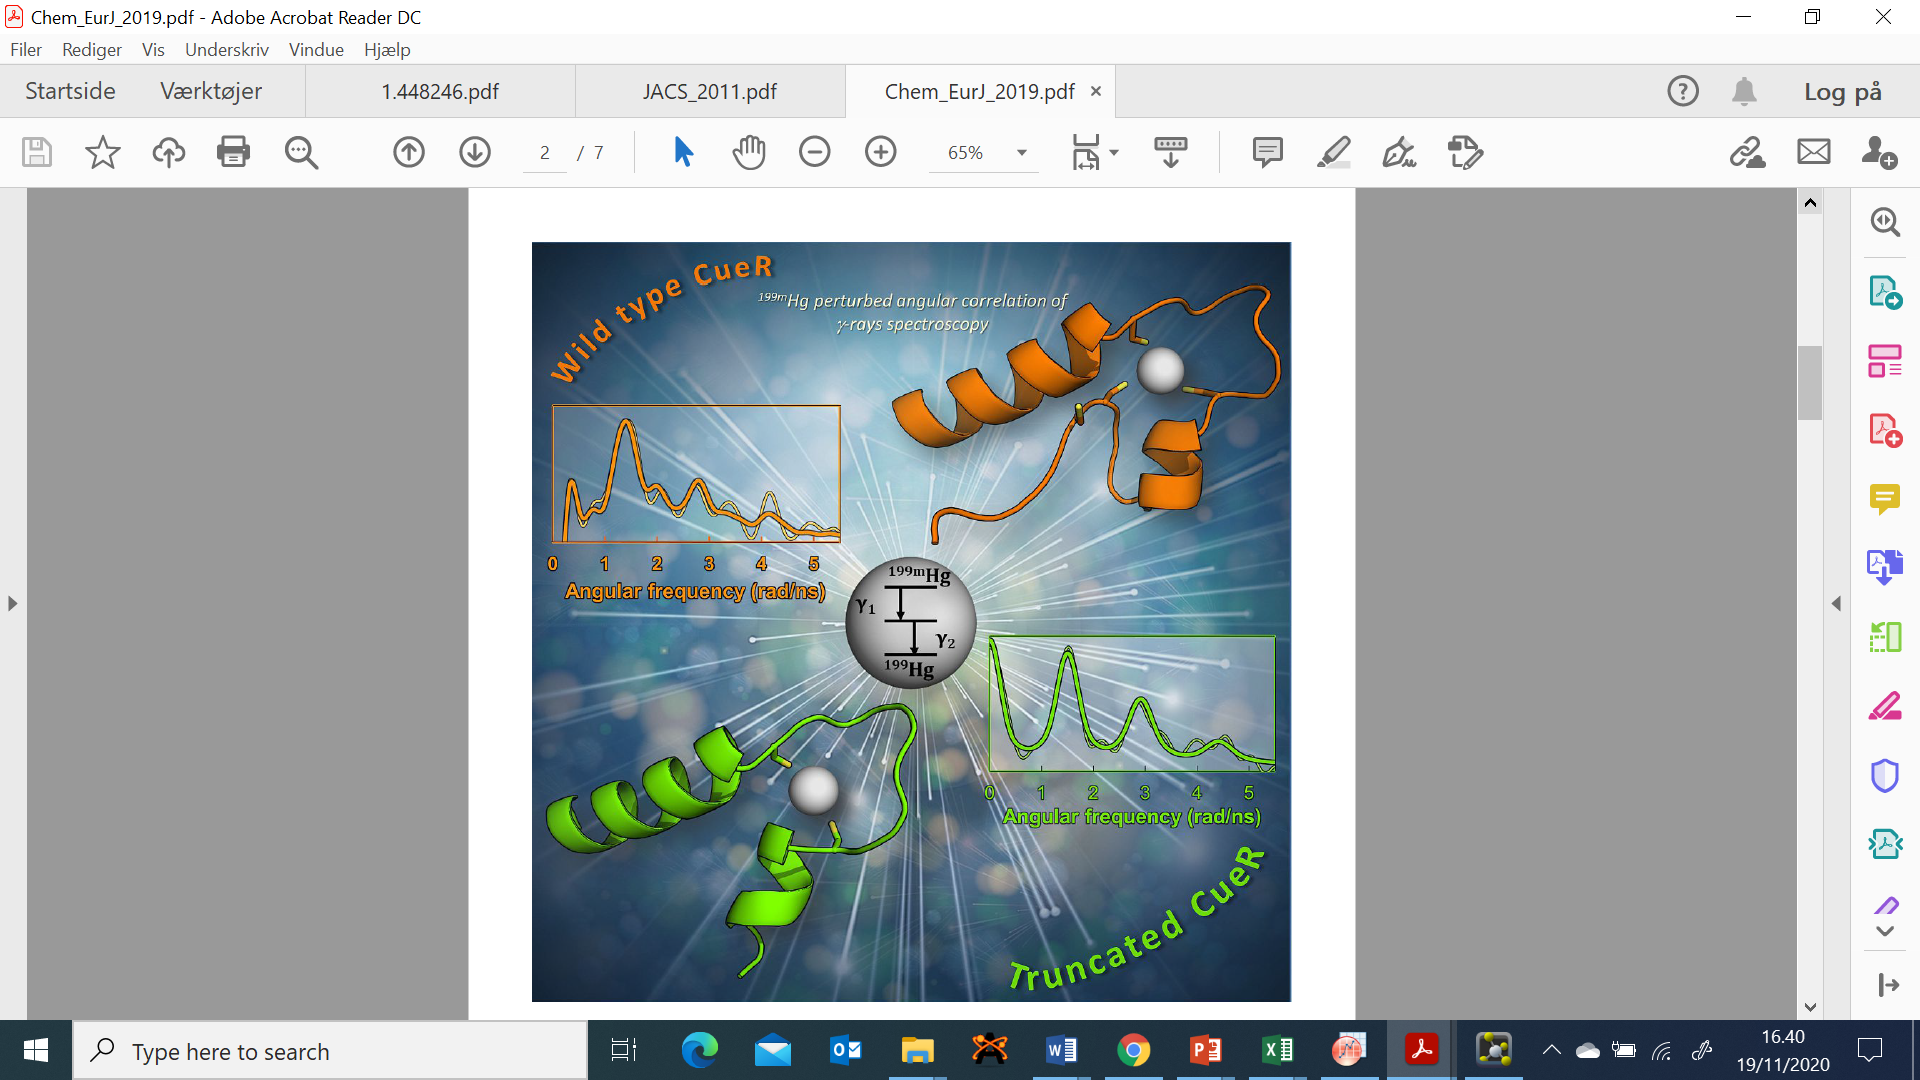 Chem_EurJ_2019.pdf - Adobe Acrobat Reader DC
Filer Rediger Vis Underskriv Vindue Hjælp
Startside Værktøjer 1.448246.pdf JACS_2011.pdf Chem_EurJ_2019.pdf × Log på
2 / 7 65%
Wild type CueR
199mHg perturbed angular correlation of
γ-rays spectroscopy
0 1 2 3 4 5
Angular frequency (rad/ns)
199mHg
γ1
γ2
199Hg
0 1 2 3 4 5
Angular frequency (rad/ns)
Truncated CueR
Type here to search
16.40
19/11/2020